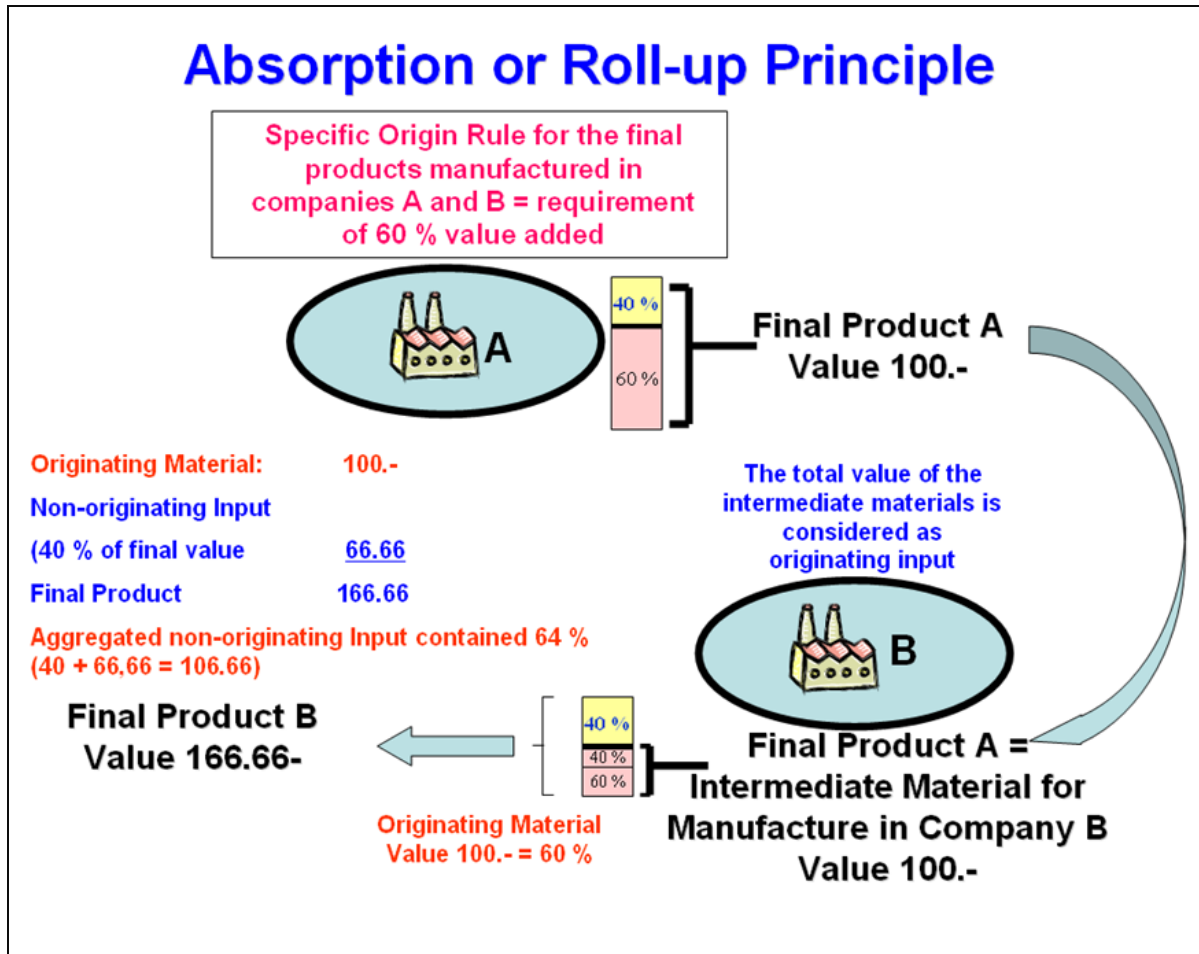 Absorption or Roll-up Principle
Specific Origin Rule for the final
products manufactured in
companies A and B = requirement
of 60 % value added
A
40 %
60 %
Final Product A
Value 100.-
Originating Material: 100.-
Non-originating Input
(40 % of final value 66.66
Final Product 166.66
Aggregated non-originating Input contained 64 %
(40 + 66,66 = 106.66)
The total value of the
intermediate materials is
considered as
originating input
B
Final Product B
Value 166.66-
40 %
40 %
60 %
Originating Material
Value 100.- = 60 %
Final Product A =
Intermediate Material for
Manufacture in Company B
Value 100.-